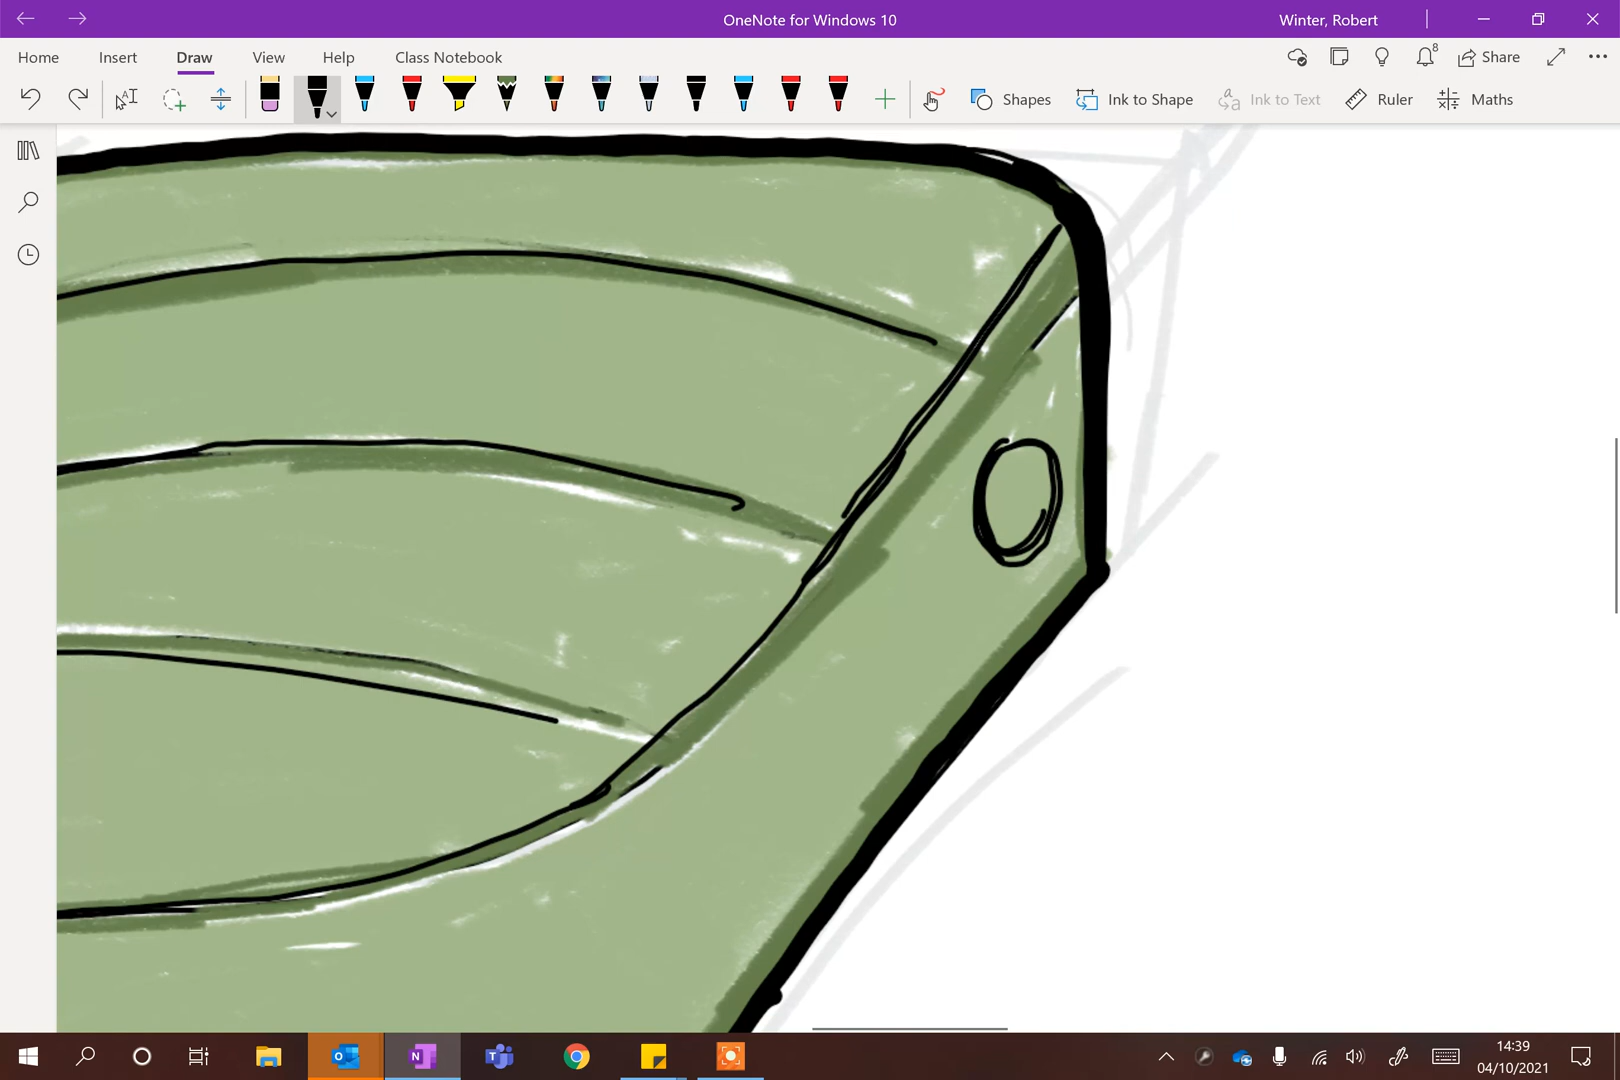 OneNote for Windows 10
Winter, Robert
Home
Insert
Draw
View
Help
Class Notebook
8
Share
Shapes
Ink to Shape
Ink to Text
Ruler
Maths
14:39
04/10/2021